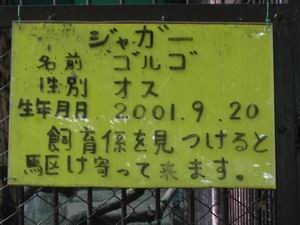 ジャガー
名前 ゴルゴ
性別 オス
生年月日 2001.9.20
飼育係を見つけると
駆け寄って来ます。